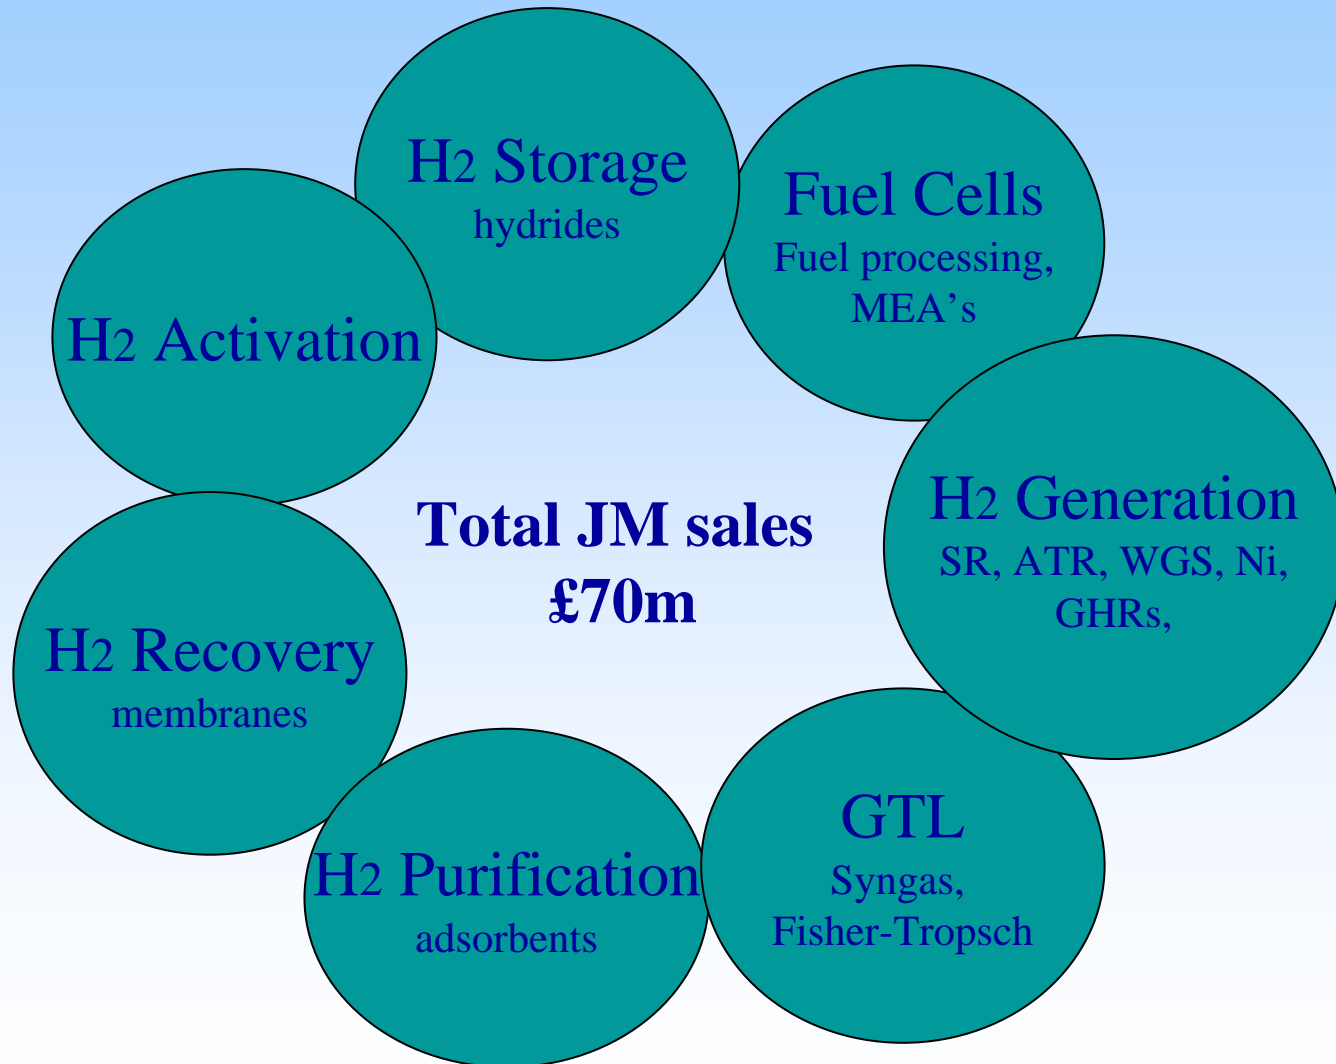 H2 Storage
hydrides
Fuel Cells
Fuel processing,
MEA’s
H2 Activation
H2 Generation
SR, ATR, WGS, Ni,
GHRs,
Total JM sales
£70m
H2 Recovery
membranes
GTL
Syngas,
Fisher-Tropsch
H2 Purification
adsorbents